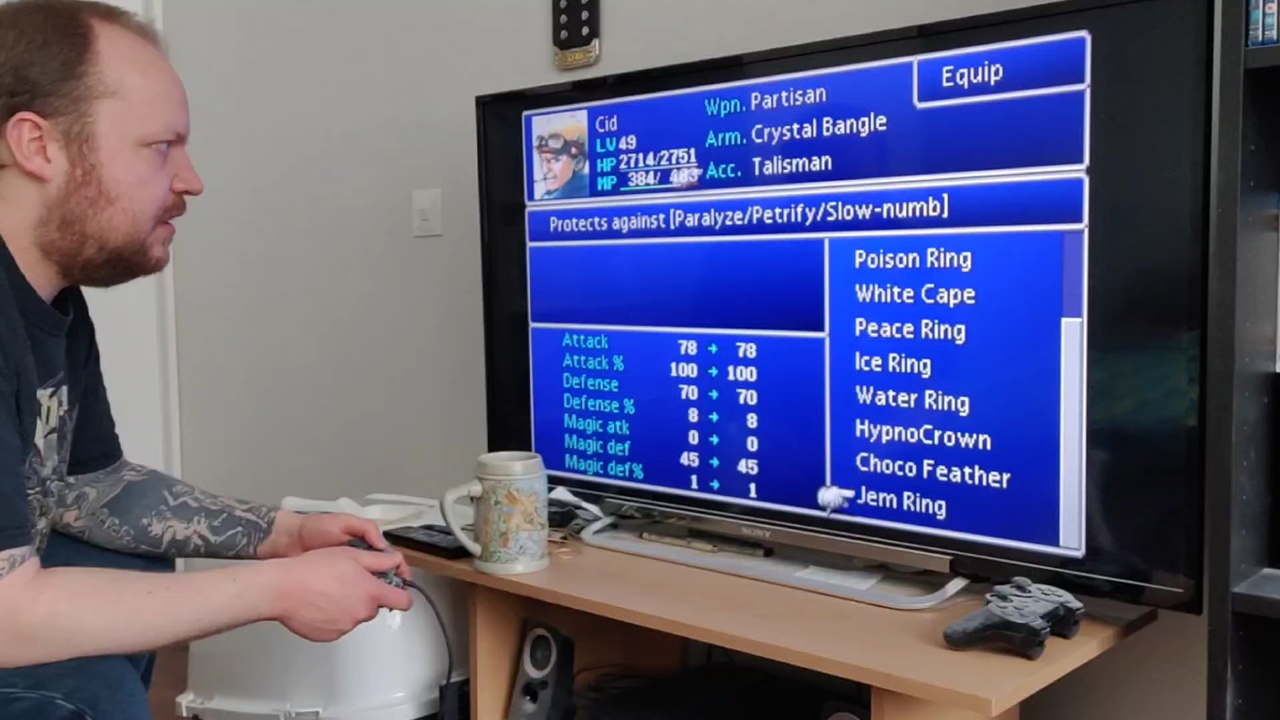 Equip
Cid
LV 49
HP 2714/2751
MP 384/ 483
Wpn. Partisan
Arm. Crystal Bangle
Acc. Talisman
Protects against [Paralyze/Petrify/Slow-numb]
Attack 78 → 78
Attack % 100 → 100
Defense 70 → 70
Defense % 8 → 8
Magic atk 0 → 0
Magic def 45 → 45
Magic def% 1 → 1
Poison Ring
White Cape
Peace Ring
Ice Ring
Water Ring
HypnoCrown
Choco Feather
Jem Ring
SONY